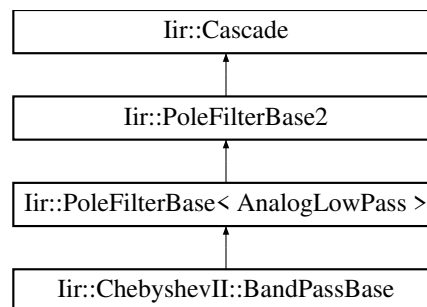 Iir::Cascade
Iir::PoleFilterBase2
Iir::PoleFilterBase< AnalogLowPass >
Iir::ChebyshevII::BandPassBase